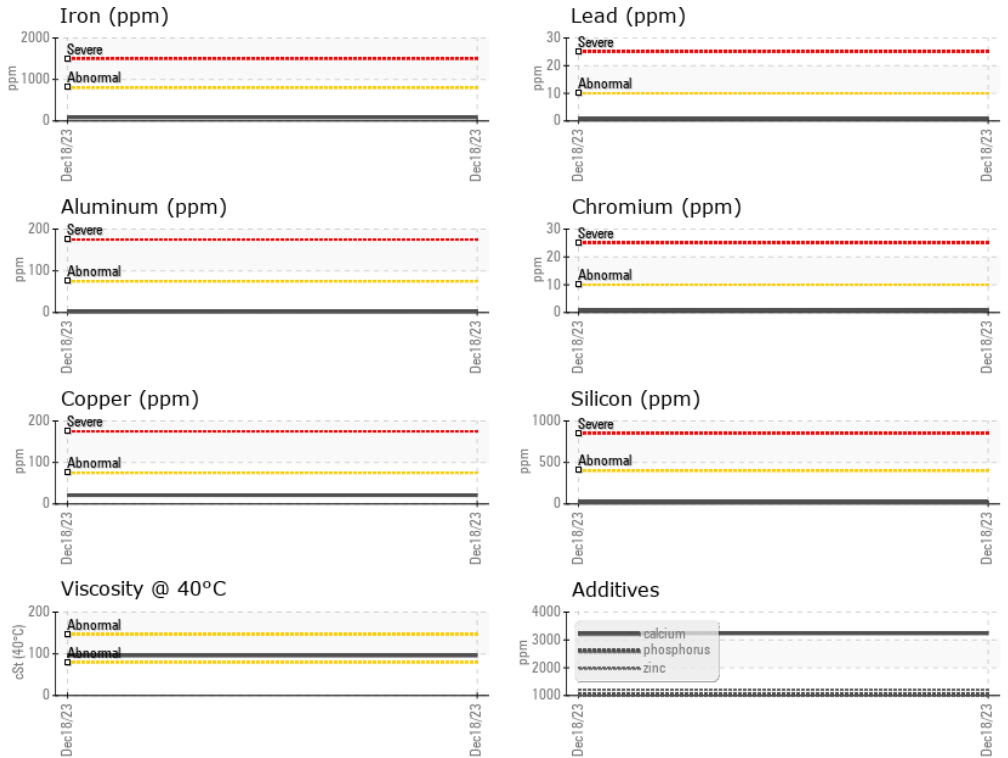 Iron (ppm)
2000
1000
0
ppm
Severe
Abnormal
Dec18/23
Dec18/23
Lead (ppm)
30
20
10
0
ppm
Severe
Abnormal
Dec18/23
Dec18/23
Aluminum (ppm)
200
100
0
ppm
Severe
Abnormal
Dec18/23
Dec18/23
Chromium (ppm)
30
20
10
0
ppm
Severe
Abnormal
Dec18/23
Dec18/23
Copper (ppm)
200
100
0
ppm
Severe
Abnormal
Dec18/23
Dec18/23
Silicon (ppm)
1000
500
0
ppm
Severe
Abnormal
Dec18/23
Dec18/23
Viscosity @ 40°C
200
100
0
cSt (40°C)
Abnormal
Abnormal
Dec18/23
Dec18/23
Additives
4000
3000
2000
1000
ppm
calcium
phosphorus
zinc
Dec18/23
Dec18/23